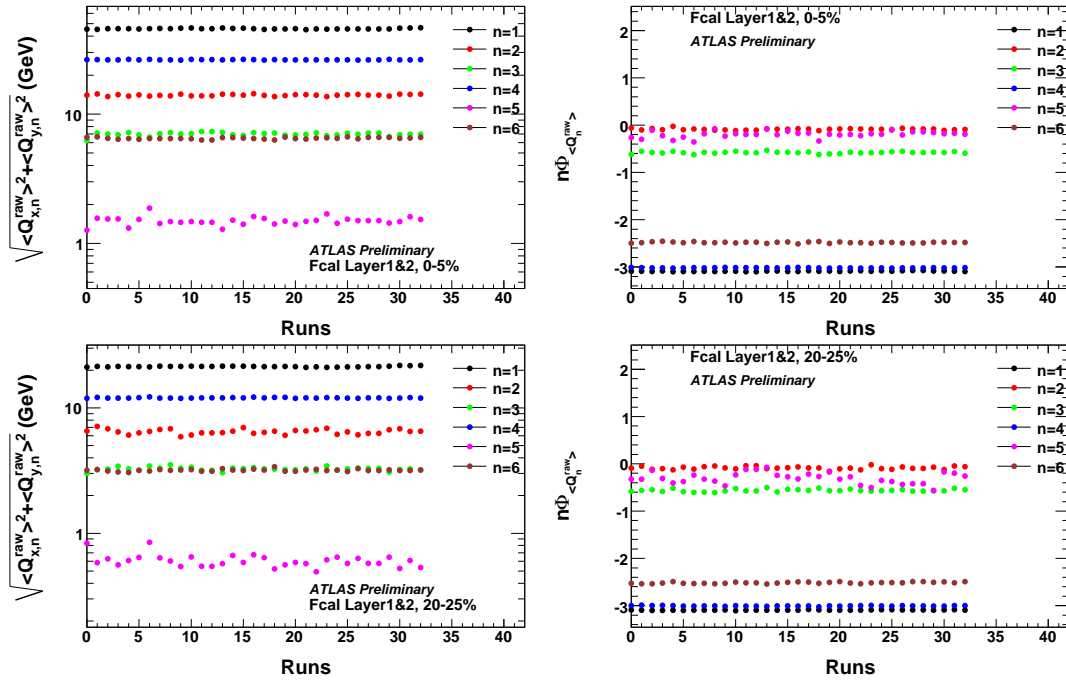 √<Q^raw_x,n>²+<Q^raw_y,n>² (GeV)
10
1
0 5 10 15 20 25 30 35 40
Runs
n=1
n=2
n=3
n=4
n=5
n=6
ATLAS Preliminary
Fcal Layer1&2, 0-5%
nΦ_<Q^raw_n>
2
1
0
-1
-2
-3
0 5 10 15 20 25 30 35 40
Runs
Fcal Layer1&2, 0-5%
ATLAS Preliminary
n=1
n=2
n=3
n=4
n=5
n=6
√<Q^raw_x,n>²+<Q^raw_y,n>² (GeV)
10
1
0 5 10 15 20 25 30 35 40
Runs
n=1
n=2
n=3
n=4
n=5
n=6
ATLAS Preliminary
Fcal Layer1&2, 20-25%
nΦ_<Q^raw_n>
2
1
0
-1
-2
-3
0 5 10 15 20 25 30 35 40
Runs
Fcal Layer1&2, 20-25%
ATLAS Preliminary
n=1
n=2
n=3
n=4
n=5
n=6